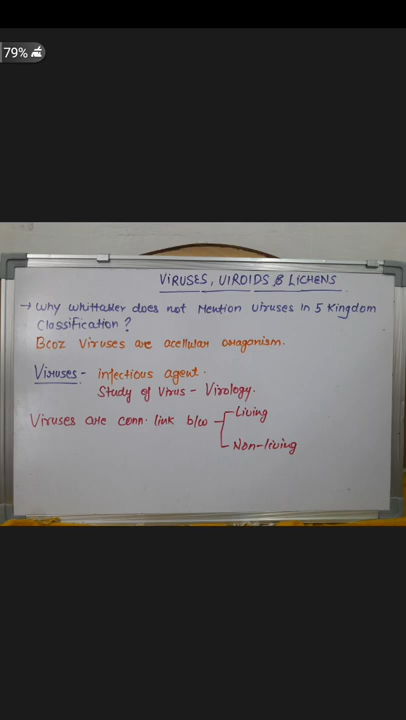 79%
VIRUSES, VIROIDS & LICHENS
→ Why Whittaker does not Mention Viruses In 5 Kingdom
Classification?
Bcoz Viruses are acellular organism.
Viruses - infectious agent.
Study of Virus - Virology.
Viruses are conn. link b/w Living
Non-living